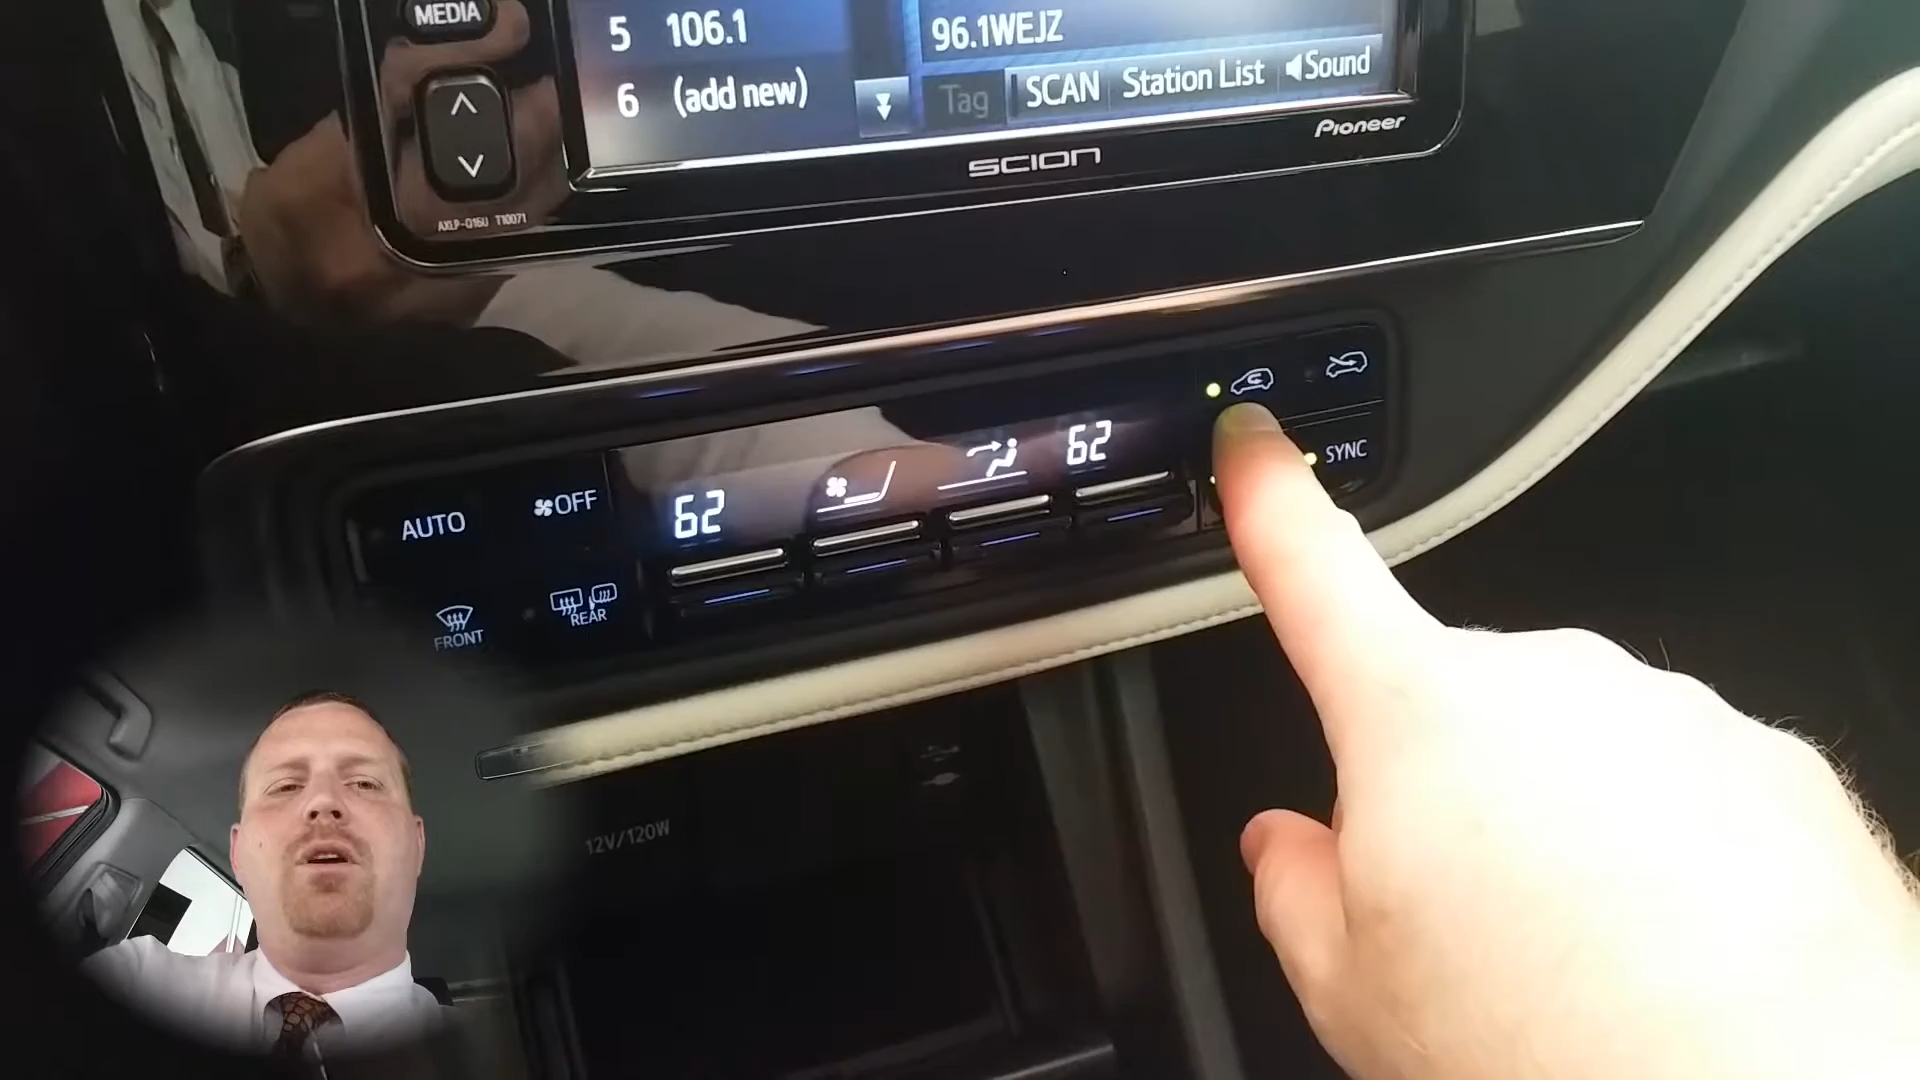 MEDIA
5 106.1
6 (add new)
96.1WEJZ
Tag SCAN Station List Sound
Pioneer
SCION
AXLP-Q16U T10071
AUTO
OFF
62
62
SYNC
FRONT
REAR
12V/120W